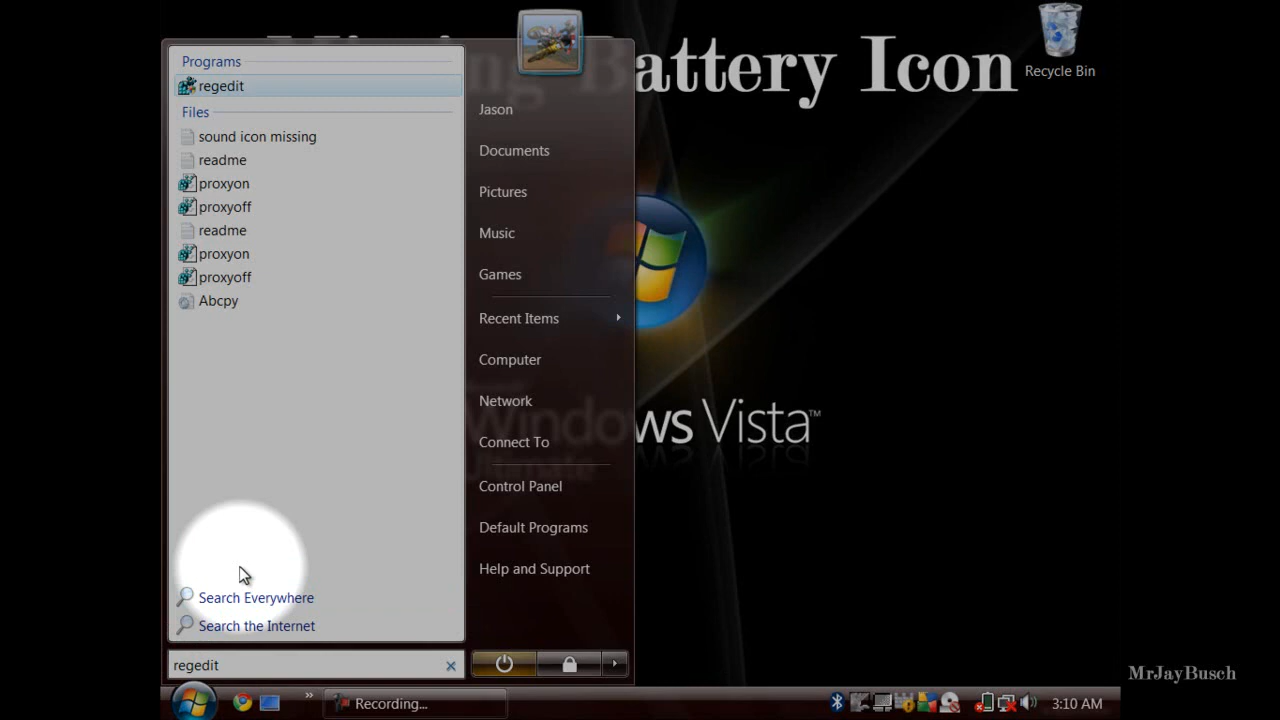 Battery Icon
Recycle Bin
Programs
regedit
Files
sound icon missing
readme
proxyon
proxyoff
readme
proxyon
proxyoff
Abcpy
Search Everywhere
Search the Internet
regedit
Jason
Documents
Pictures
Music
Games
Recent Items
Computer
Network
Connect To
Control Panel
Default Programs
Help and Support
Windows Vista™
Ultimate
MrJayBusch
Recording...
3:10 AM